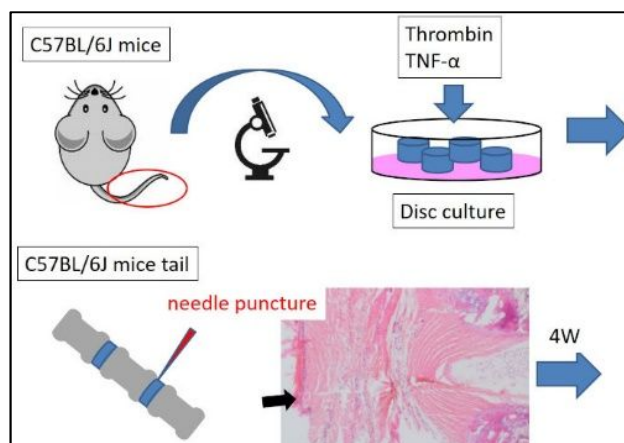 C57BL/6J mice
Thrombin
TNF-α
Disc culture
C57BL/6J mice tail
needle puncture
4W